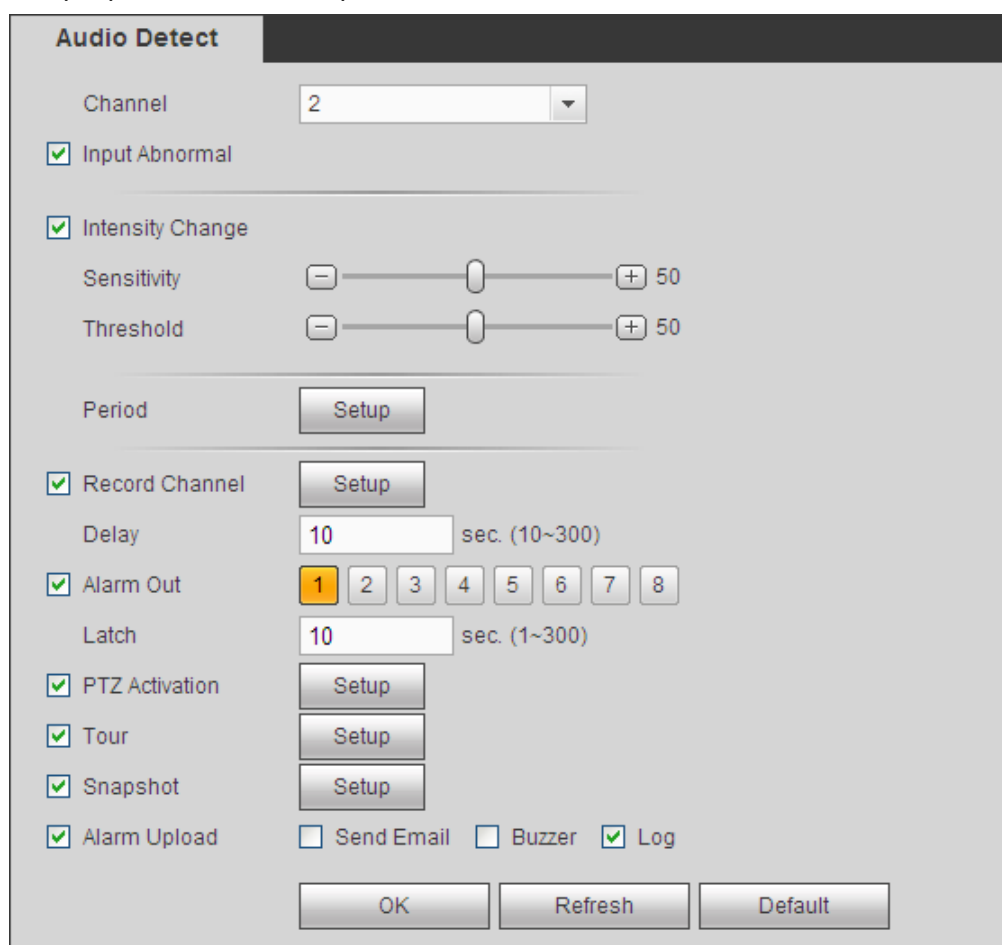 Audio Detect
Channel 2
Input Abnormal
Intensity Change
Sensitivity 50
Threshold 50
Period Setup
Record Channel Setup
Delay 10 sec. (10~300)
Alarm Out 1 2 3 4 5 6 7 8
Latch 10 sec. (1~300)
PTZ Activation Setup
Tour Setup
Snapshot Setup
Alarm Upload Send Email Buzzer Log
OK Refresh Default